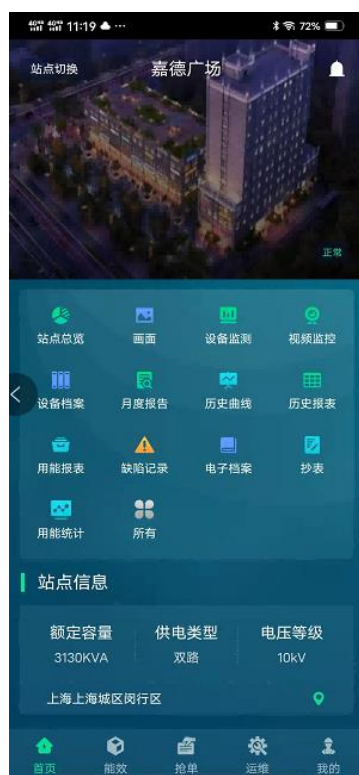 11:19 72%
站点切换 嘉德广场
正常
站点总览 画面 设备监测 视频监控
设备档案 月度报告 历史曲线 历史报表
用能报表 缺陷记录 电子档案 抄表
用能统计 所有
站点信息
额定容量 供电类型 电压等级
3130KVA 双路 10kV
上海上海城区闵行区
首页 能效 抢单 运维 我的